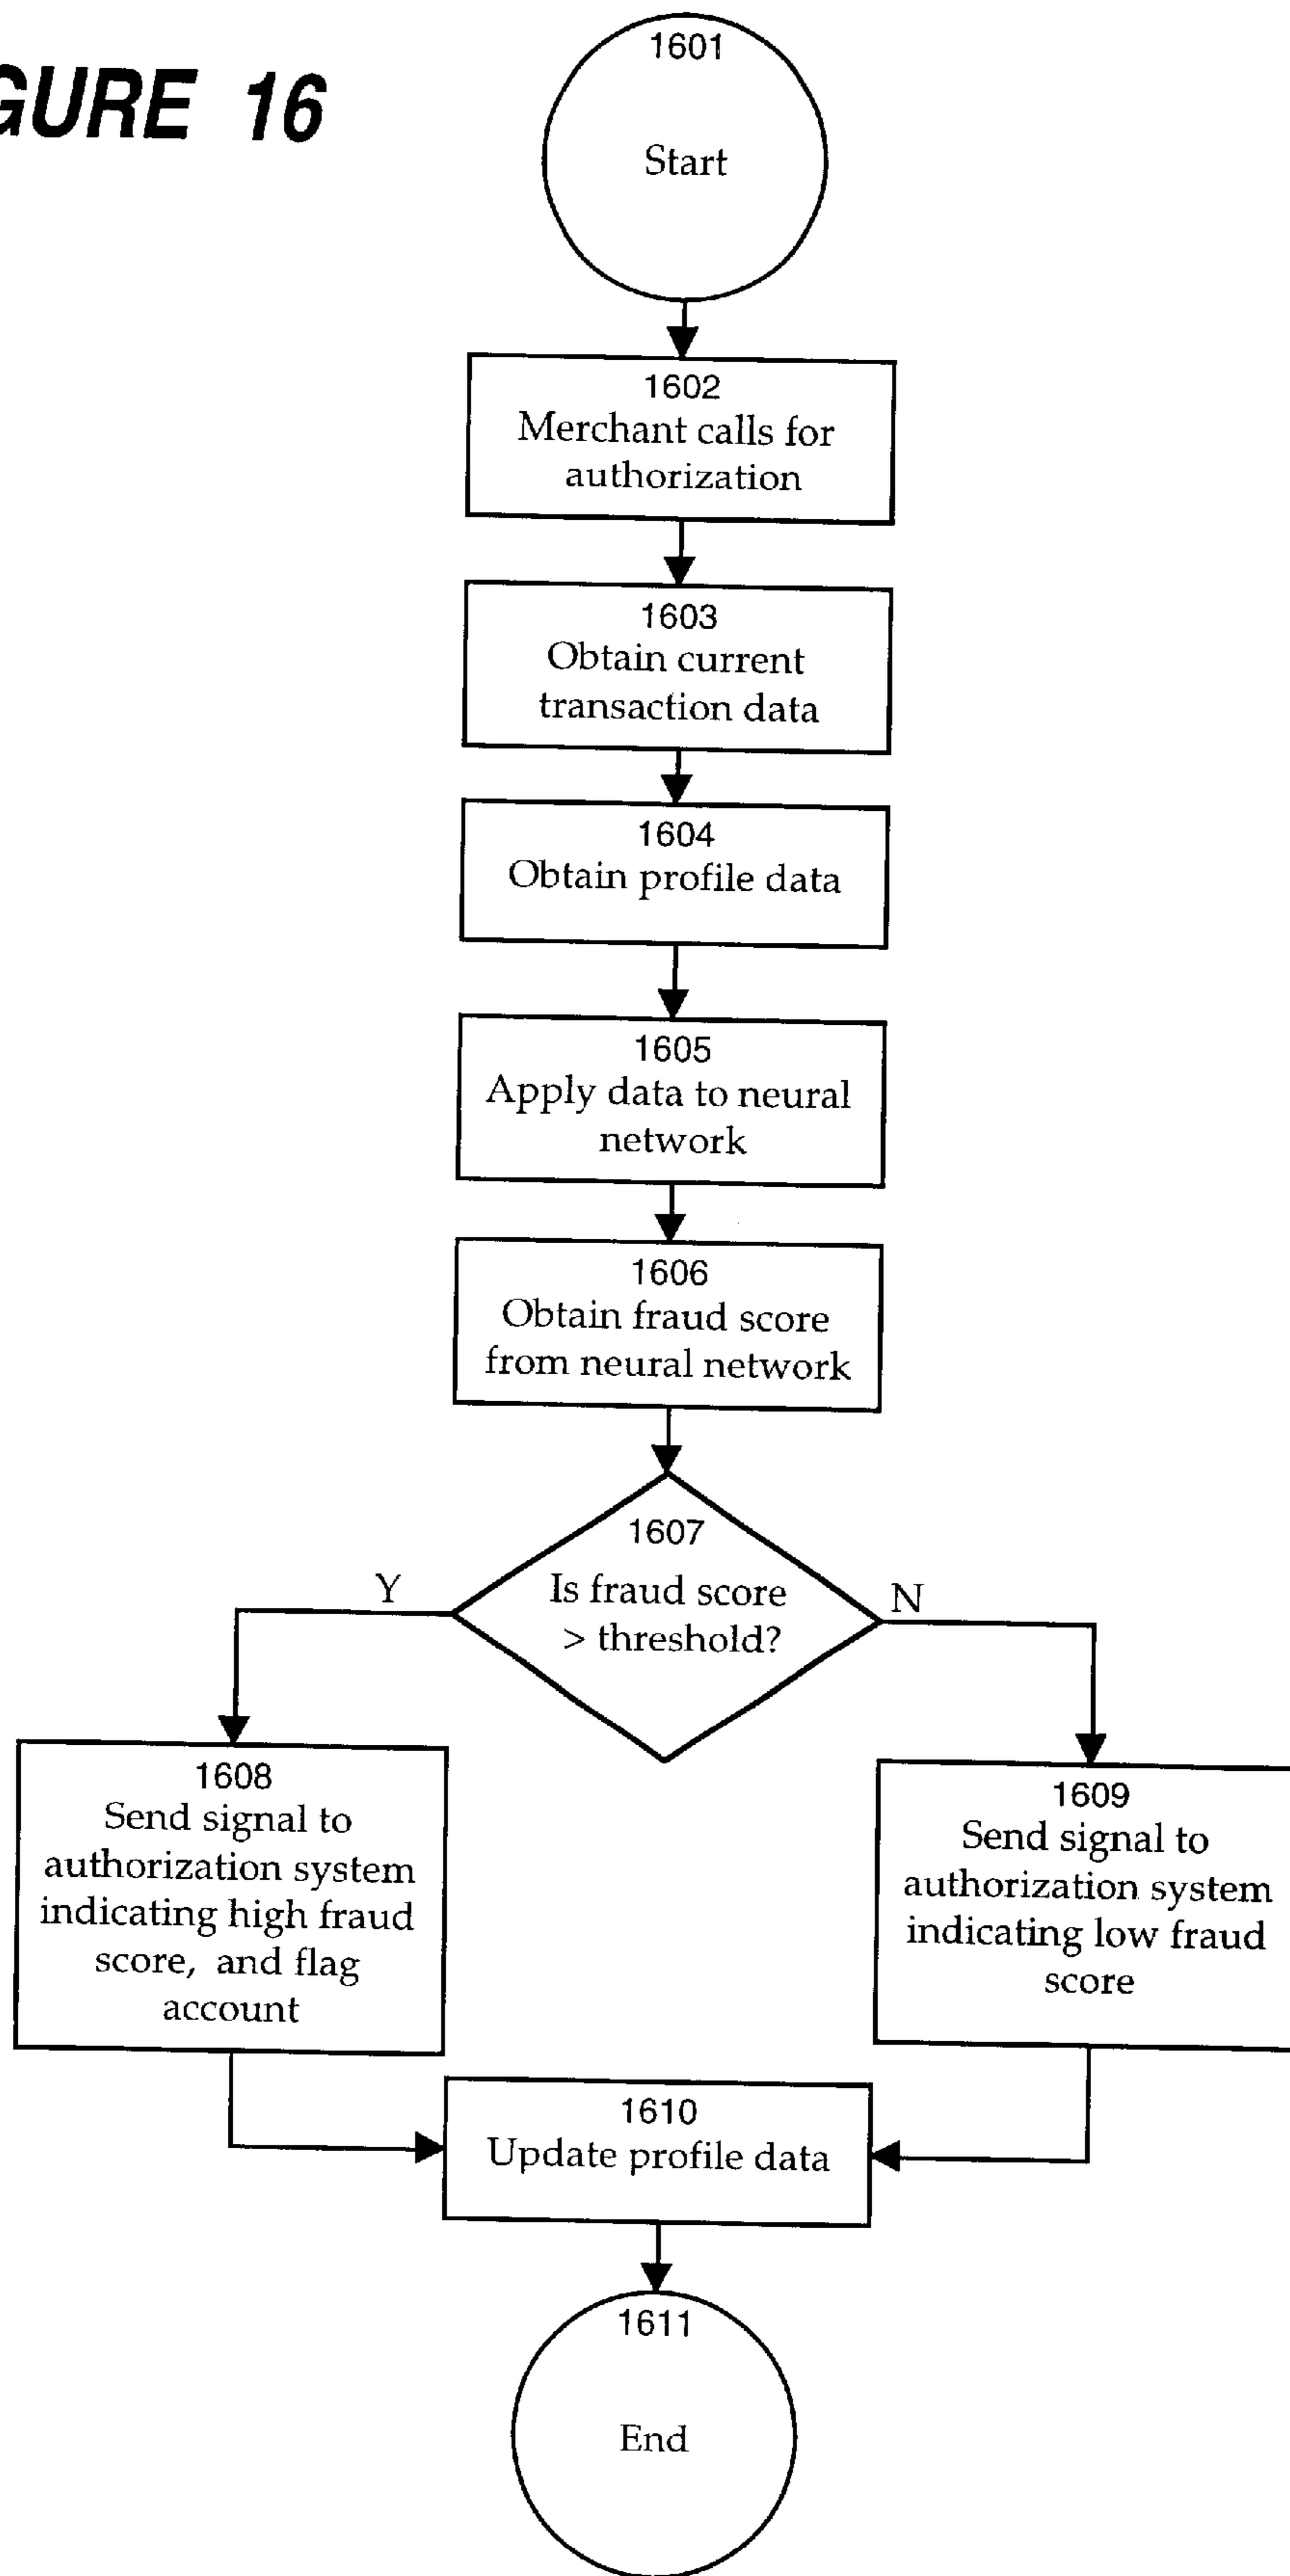 GURE 16
1601
Start
1602
Merchant calls for
authorization
1603
Obtain current
transaction data
1604
Obtain profile data
1605
Apply data to neural
network
1606
Obtain fraud score
from neural network
1607
Is fraud score
> threshold?
Y
N
1608
Send signal to
authorization system
indicating high fraud
score, and flag
account
1609
Send signal to
authorization system
indicating low fraud
score
1610
Update profile data
1611
End